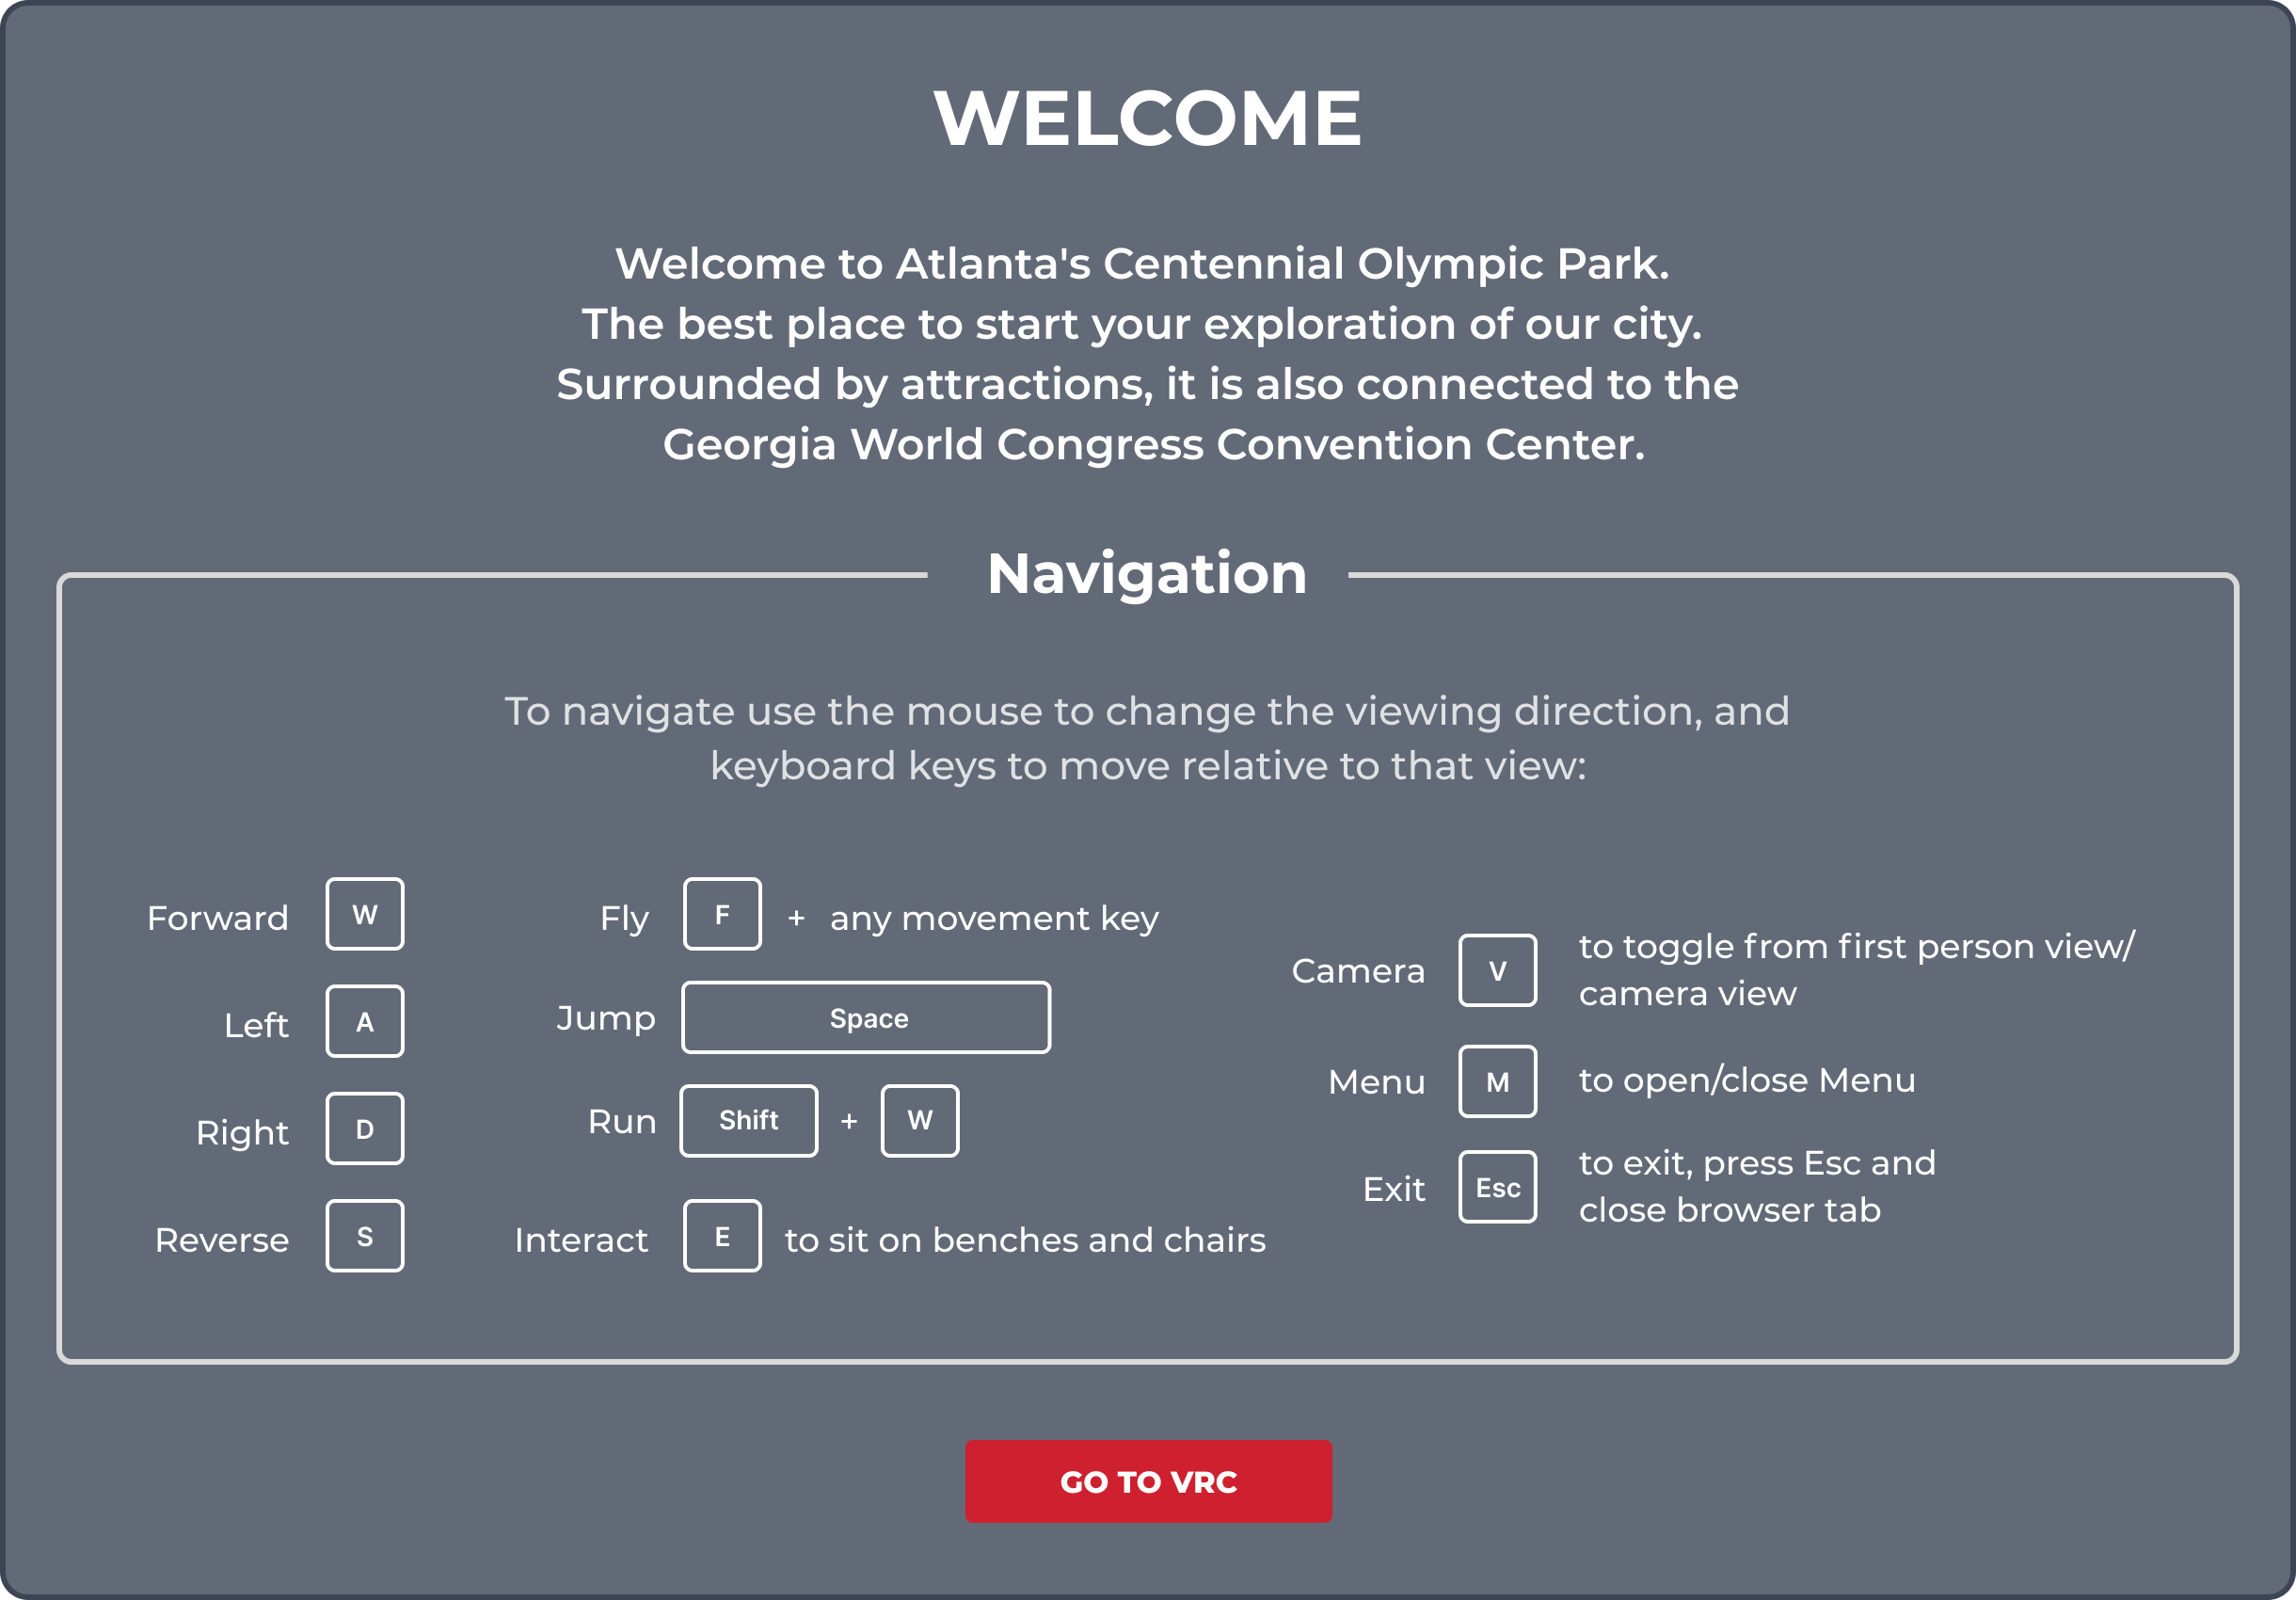 WELCOME
Welcome to Atlanta's Centennial Olympic Park.
The best place to start your exploration of our city.
Surrounded by attractions, it is also connected to the
Georgia World Congress Convention Center.
Navigation
To navigate use the mouse to change the viewing direction, and
keyboard keys to move relative to that view:
Forward W
Left A
Right D
Reverse S
Fly F + any movement key
Jump Space
Run Shift + W
Interact E to sit on benches and chairs
Camera V to toggle from first person view/
camera view
Menu M to open/close Menu
Exit Esc to exit, press Esc and
close browser tab
GO TO VRC